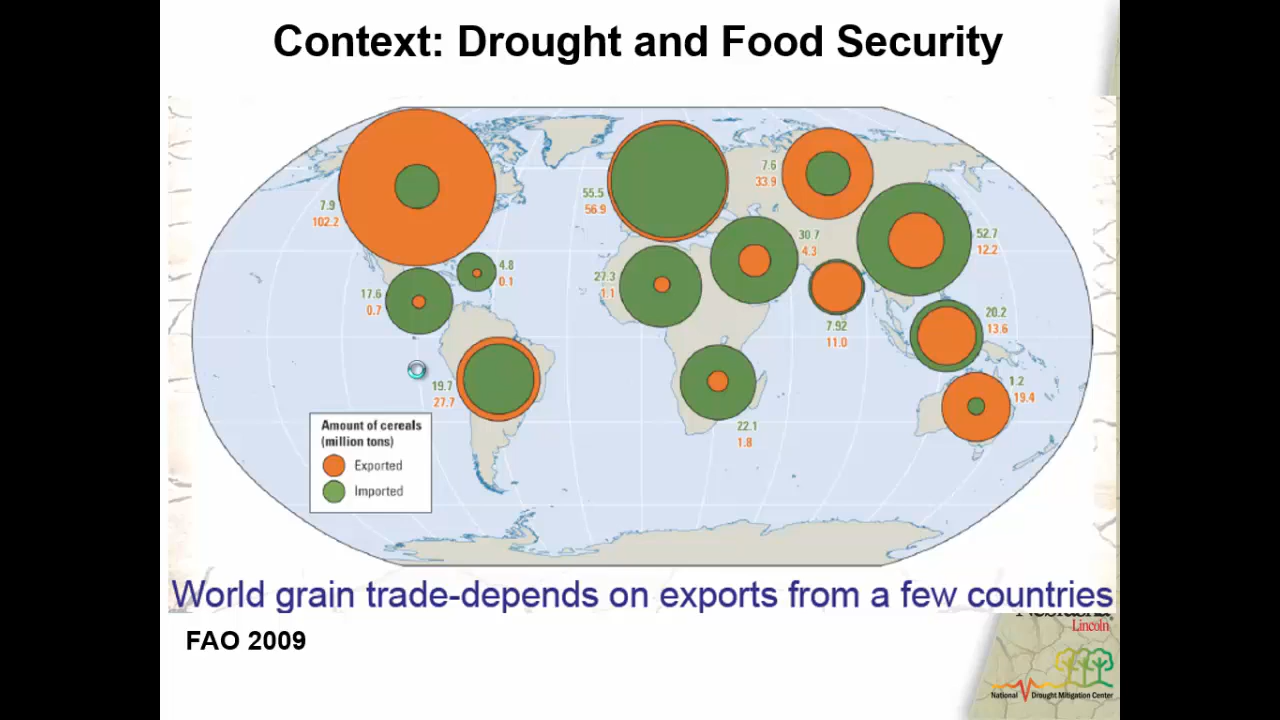 Context: Drought and Food Security
7.9
102.2
55.5
56.9
7.6
33.9
52.7
12.2
30.7
4.3
4.8
0.1
27.3
1.1
17.6
0.7
7.92
11.0
20.2
13.6
19.7
27.7
1.2
19.4
22.1
1.8
Amount of cereals
(million tons)
Exported
Imported
World grain trade-depends on exports from a few countries
FAO 2009
Lincoln
National Drought Mitigation Center